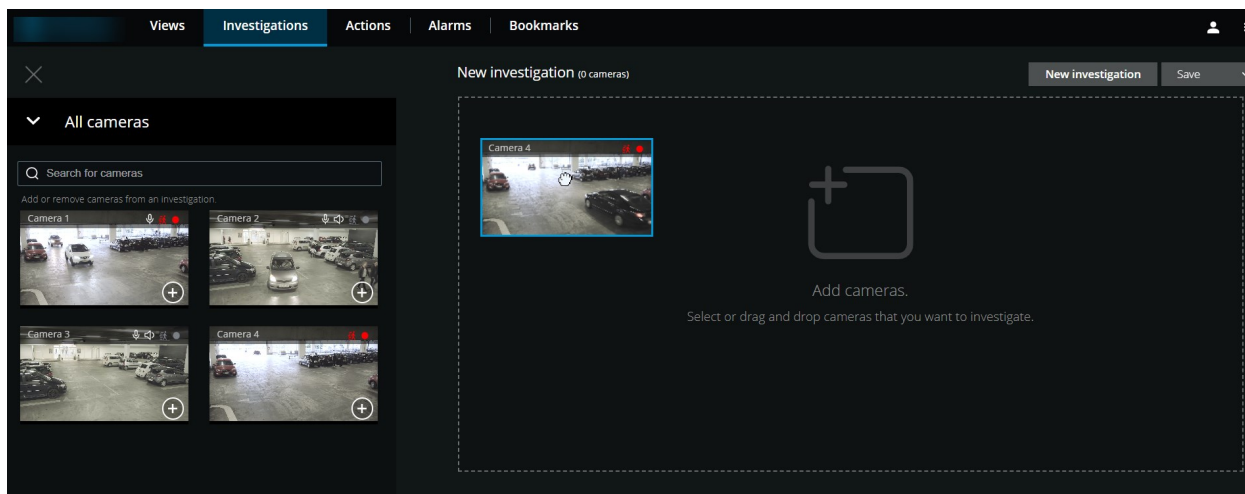 Views Investigations Actions Alarms Bookmarks
New investigation (0 cameras) New investigation Save
All cameras
Search for cameras
Add or remove cameras from an investigation.
Camera 1 Camera 2
Camera 3 Camera 4
Camera 4
Add cameras.
Select or drag and drop cameras that you want to investigate.